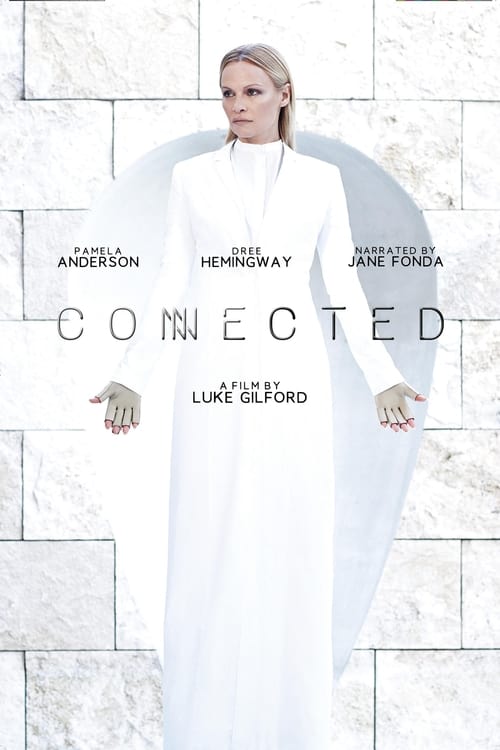 PAMELA
ANDERSON
DREE
HEMINGWAY
NARRATED BY
JANE FONDA
CONNECTED
A FILM BY
LUKE GILFORD